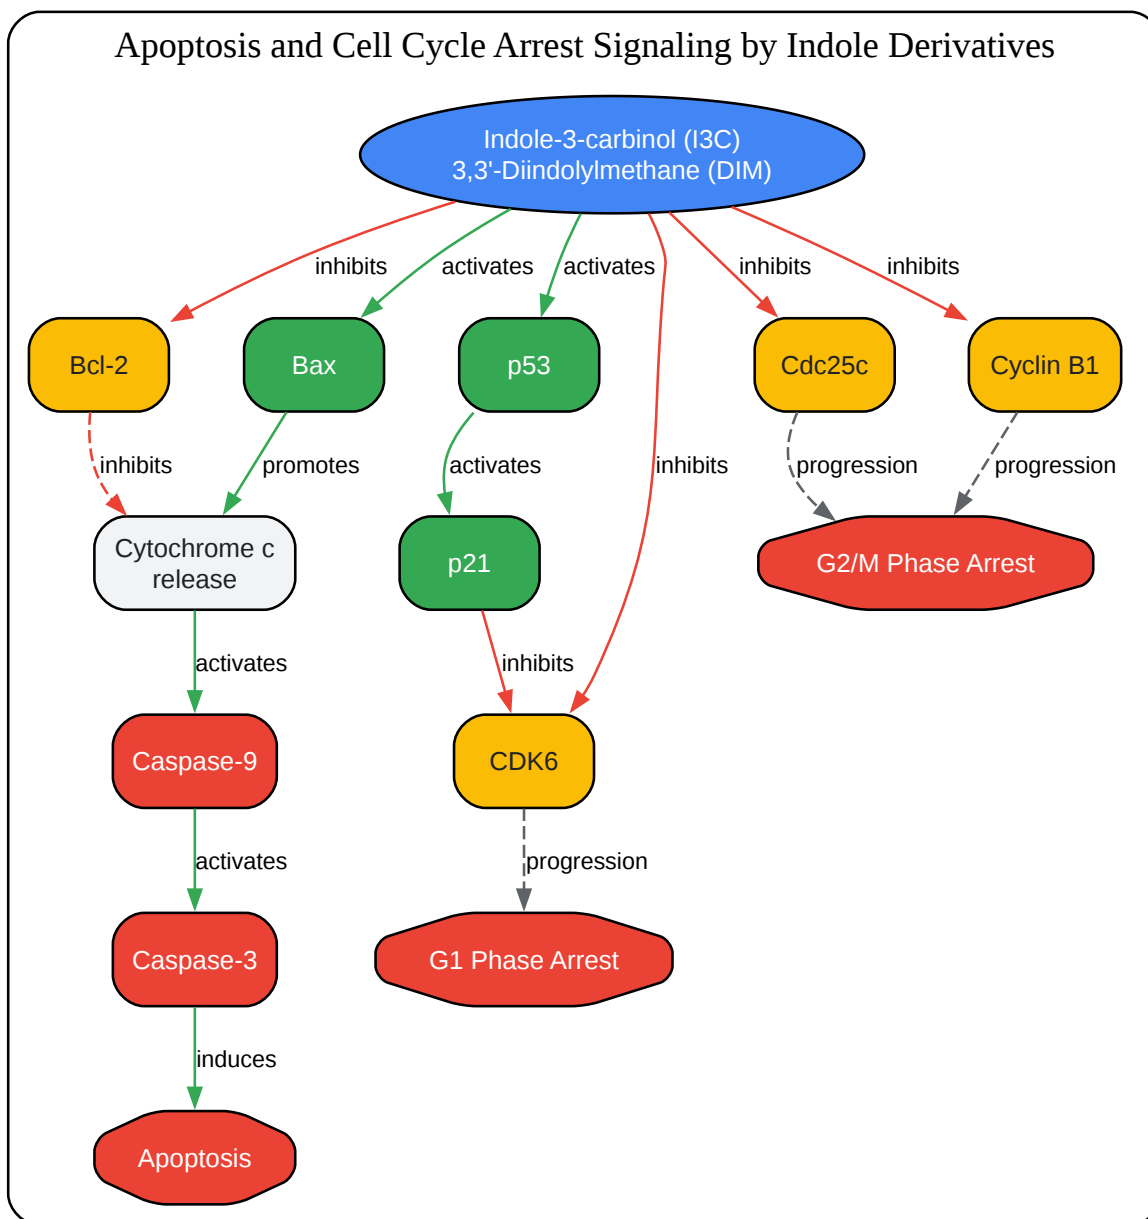 Apoptosis and Cell Cycle Arrest Signaling by Indole Derivatives
Indole-3-carbinol (I3C)
3,3'-Diindolylmethane (DIM)
inhibits
activates
activates
inhibits
inhibits
Bcl-2
Bax
p53
Cdc25c
Cyclin B1
inhibits
promotes
activates
inhibits
progression
progression
Cytochrome c
release
p21
G2/M Phase Arrest
activates
inhibits
Caspase-9
CDK6
activates
progression
Caspase-3
G1 Phase Arrest
induces
Apoptosis